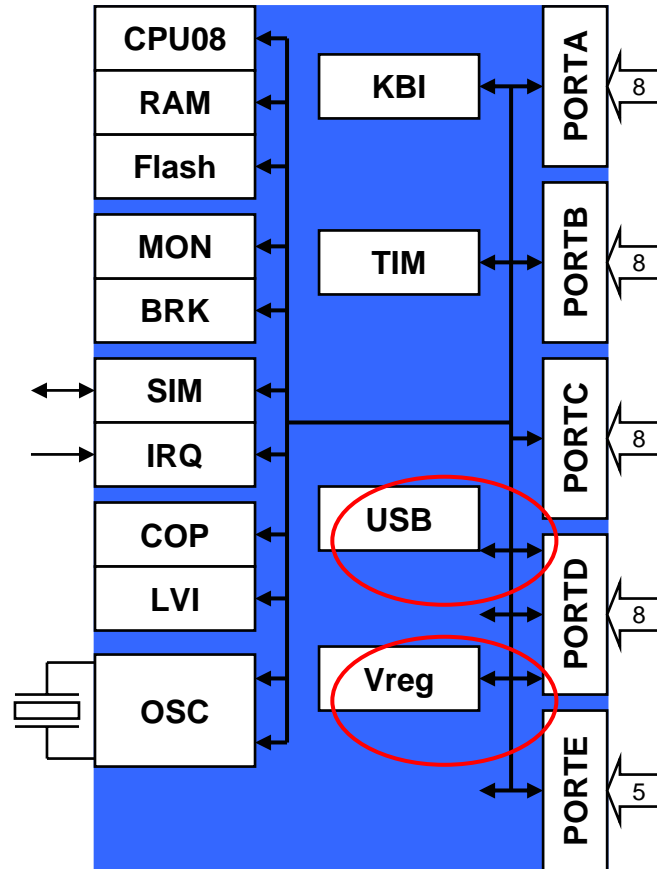 CPU08
RAM
Flash
MON
BRK
SIM
IRQ
COP
LVI
OSC
KBI
TIM
USB
Vreg
PORTA
8
PORTB
8
PORTC
8
PORTD
8
PORTE
5